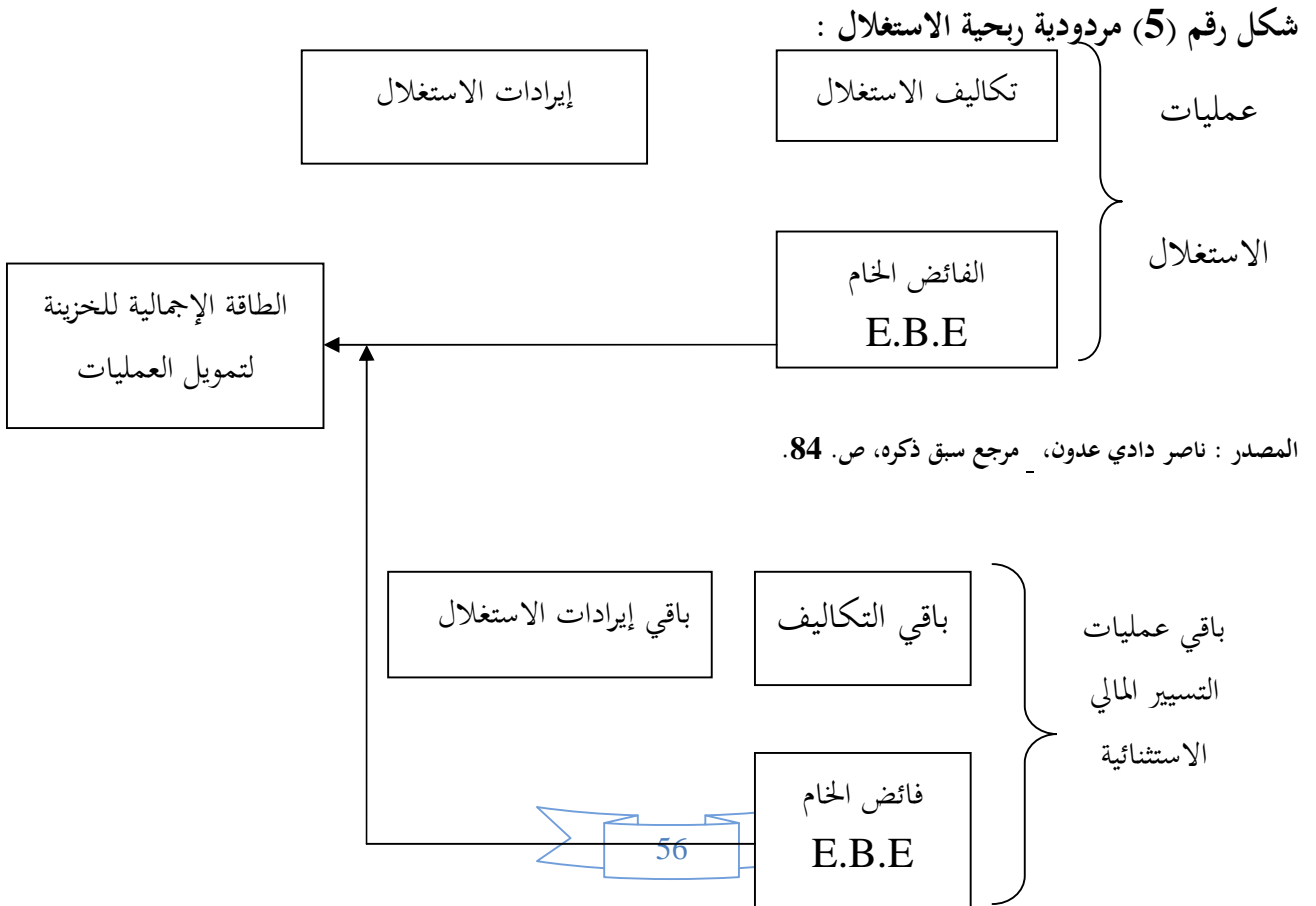 شكل رقم (5) مردودية ربحية الاستغلال :
عمليات
تكاليف الاستغلال
إيرادات الاستغلال
الاستغلال
الفائض الخام
E.B.E
الطاقة الإجمالية للخزينة
لتمويل العمليات
المصدر : ناصر دادي عدون، _ مرجع سبق ذكره، ص. 84.
باقي عمليات
التسيير المالي
الاستثنائية
باقي التكاليف
باقي إيرادات الاستغلال
فائض الخام
E.B.E
56